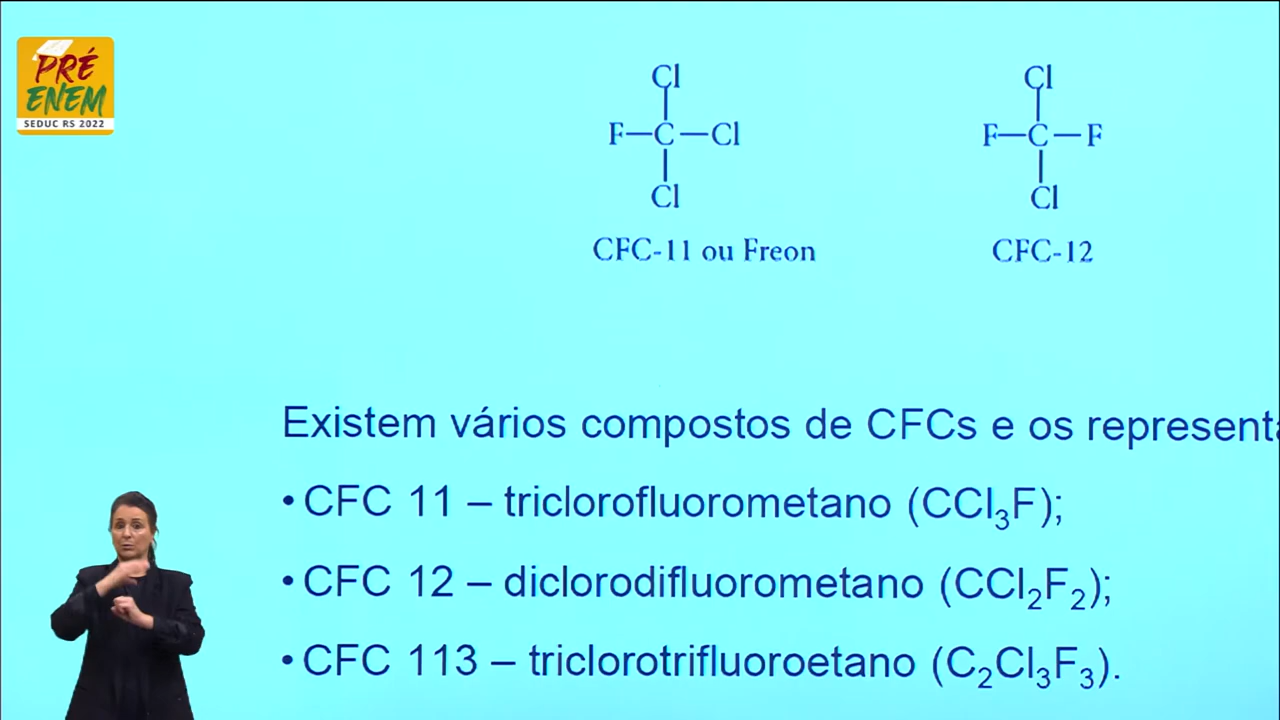 PRÉ
ENEM
SEDUC RS 2022
Cl
Cl
F—C—Cl
F—C—F
Cl
Cl
CFC-11 ou Freon
CFC-12
Existem vários compostos de CFCs e os
• CFC 11 – triclorofluorometano (CCl₃F);
• CFC 12 – diclorodifluorometano (CCl₂F₂);
• CFC 113 – triclorotrifluoroetano (C₂Cl₃F₃).